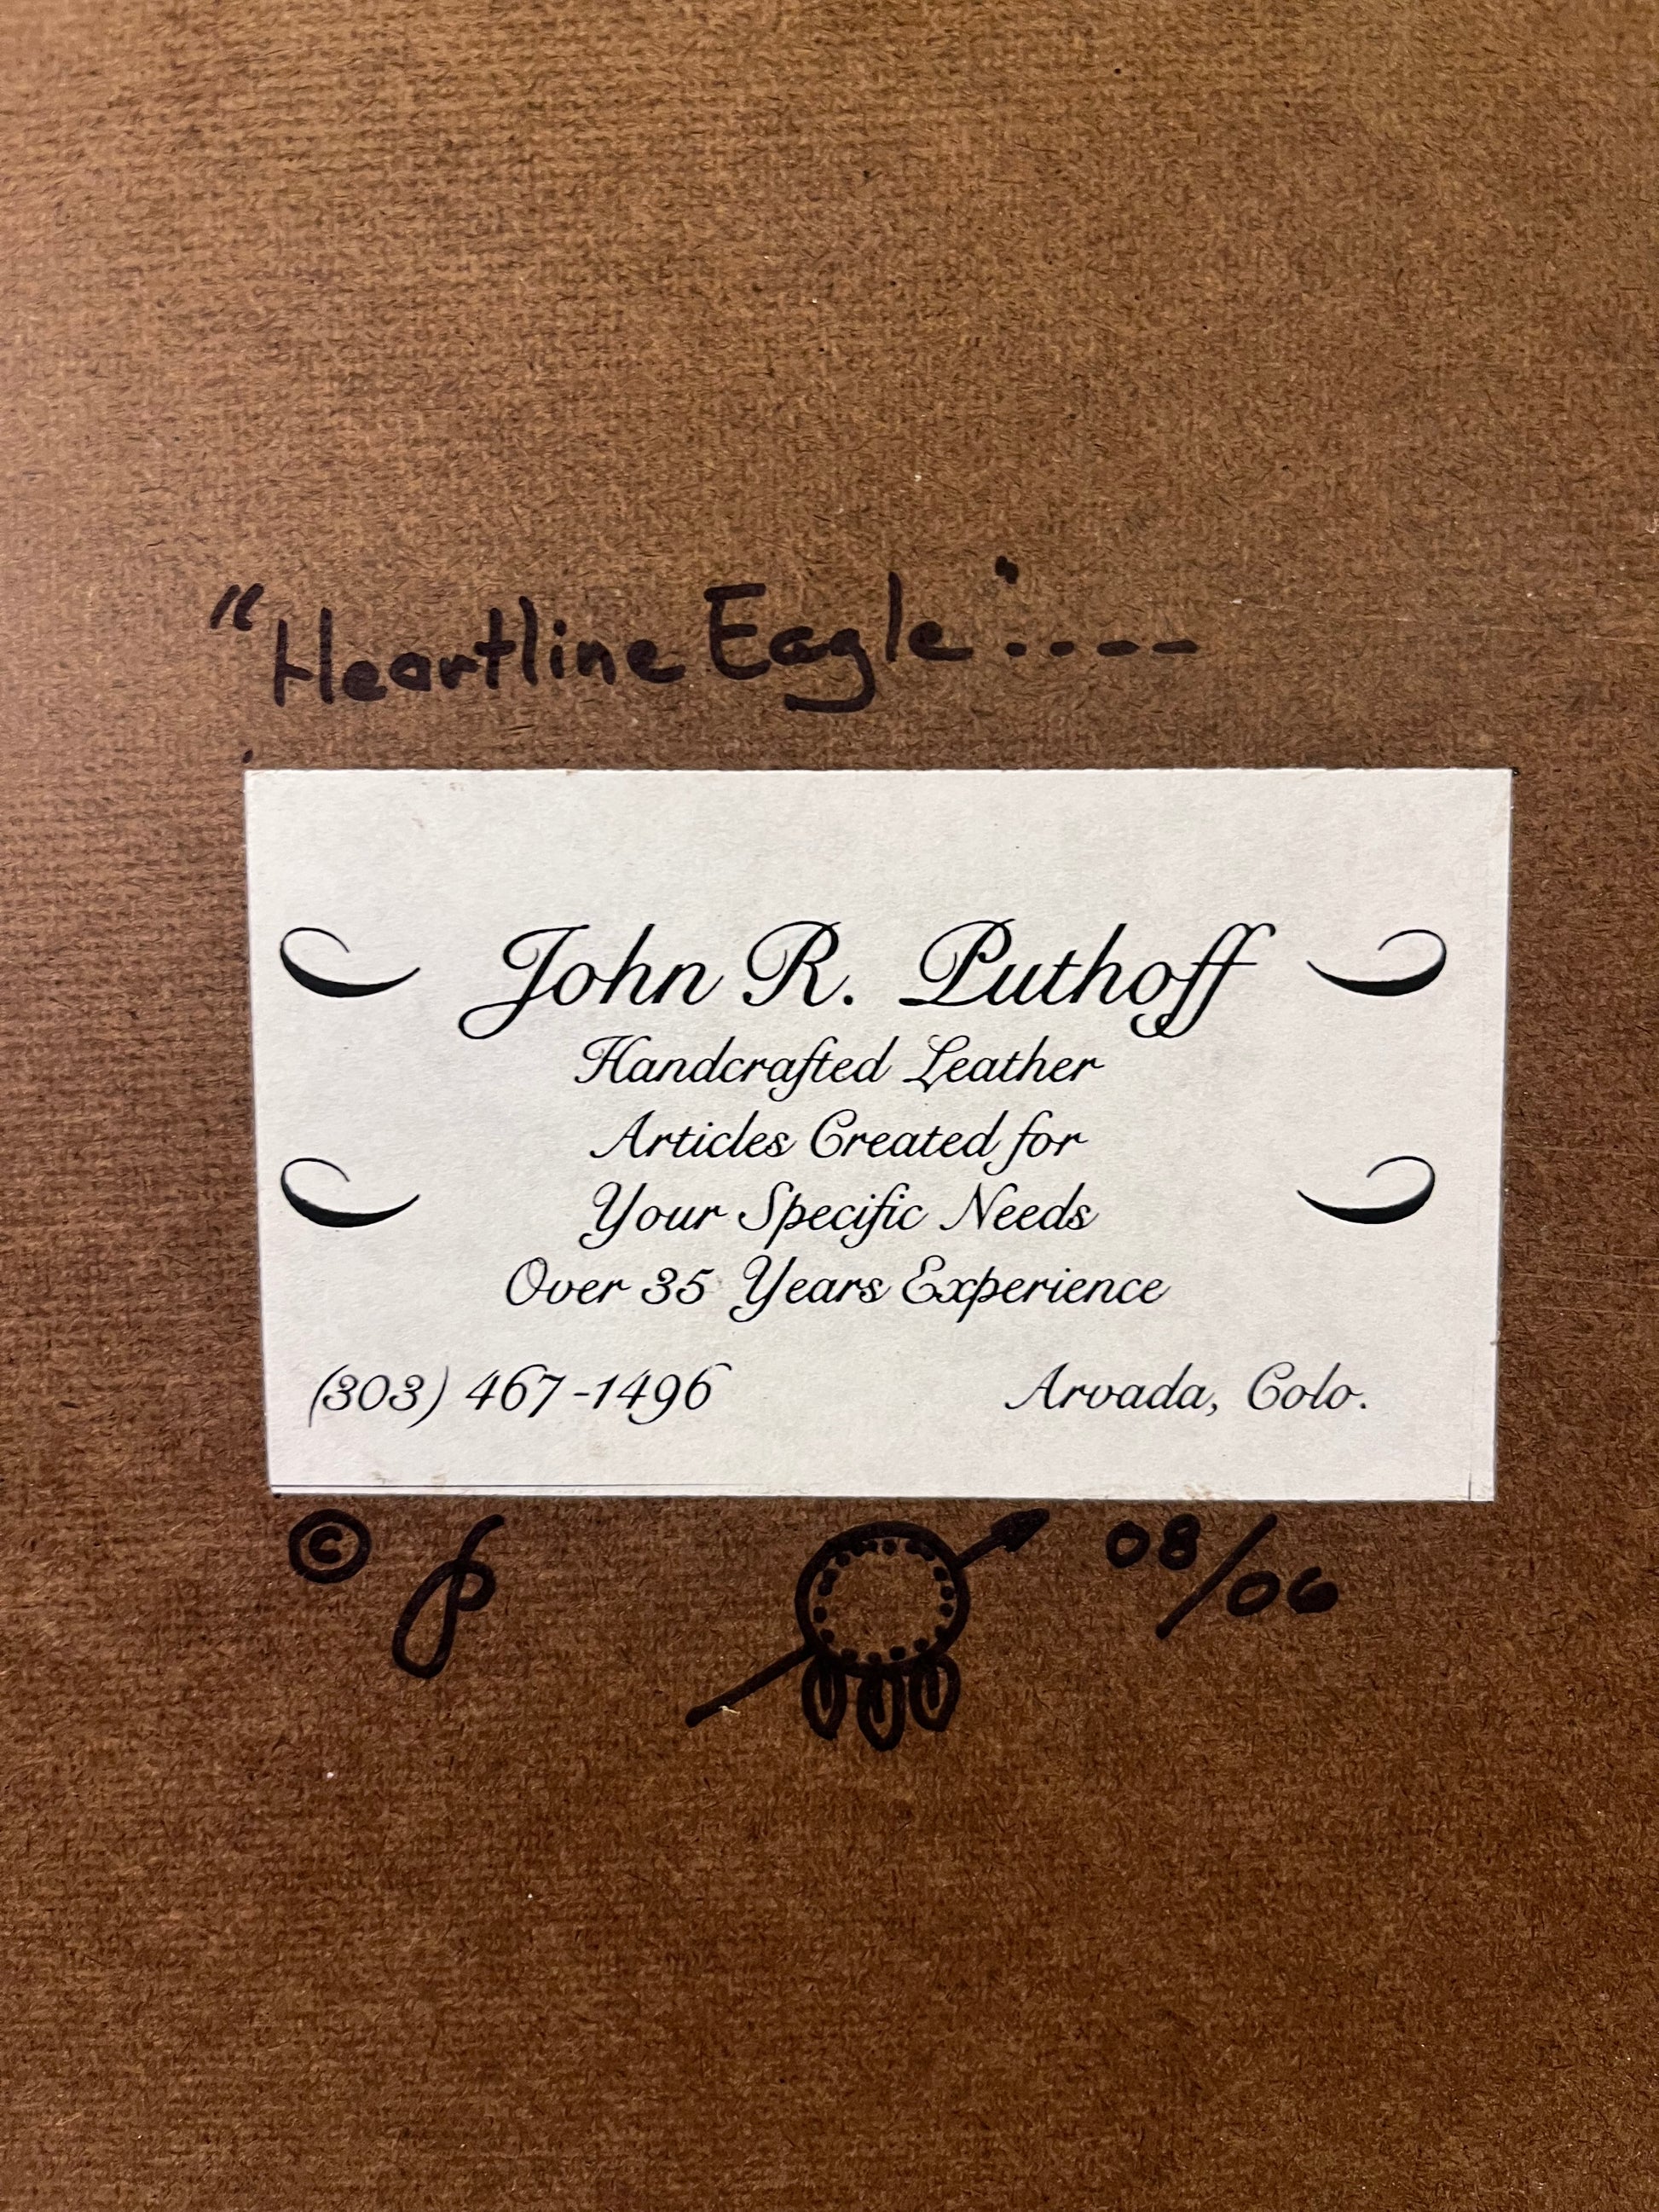 "Heartline Eagle"....--
John R. Puthoff
Handcrafted Leather
Articles Created for
Your Specific Needs
Over 35 Years Experience
(303) 467-1496 Arvada, Colo.
© P 08/06